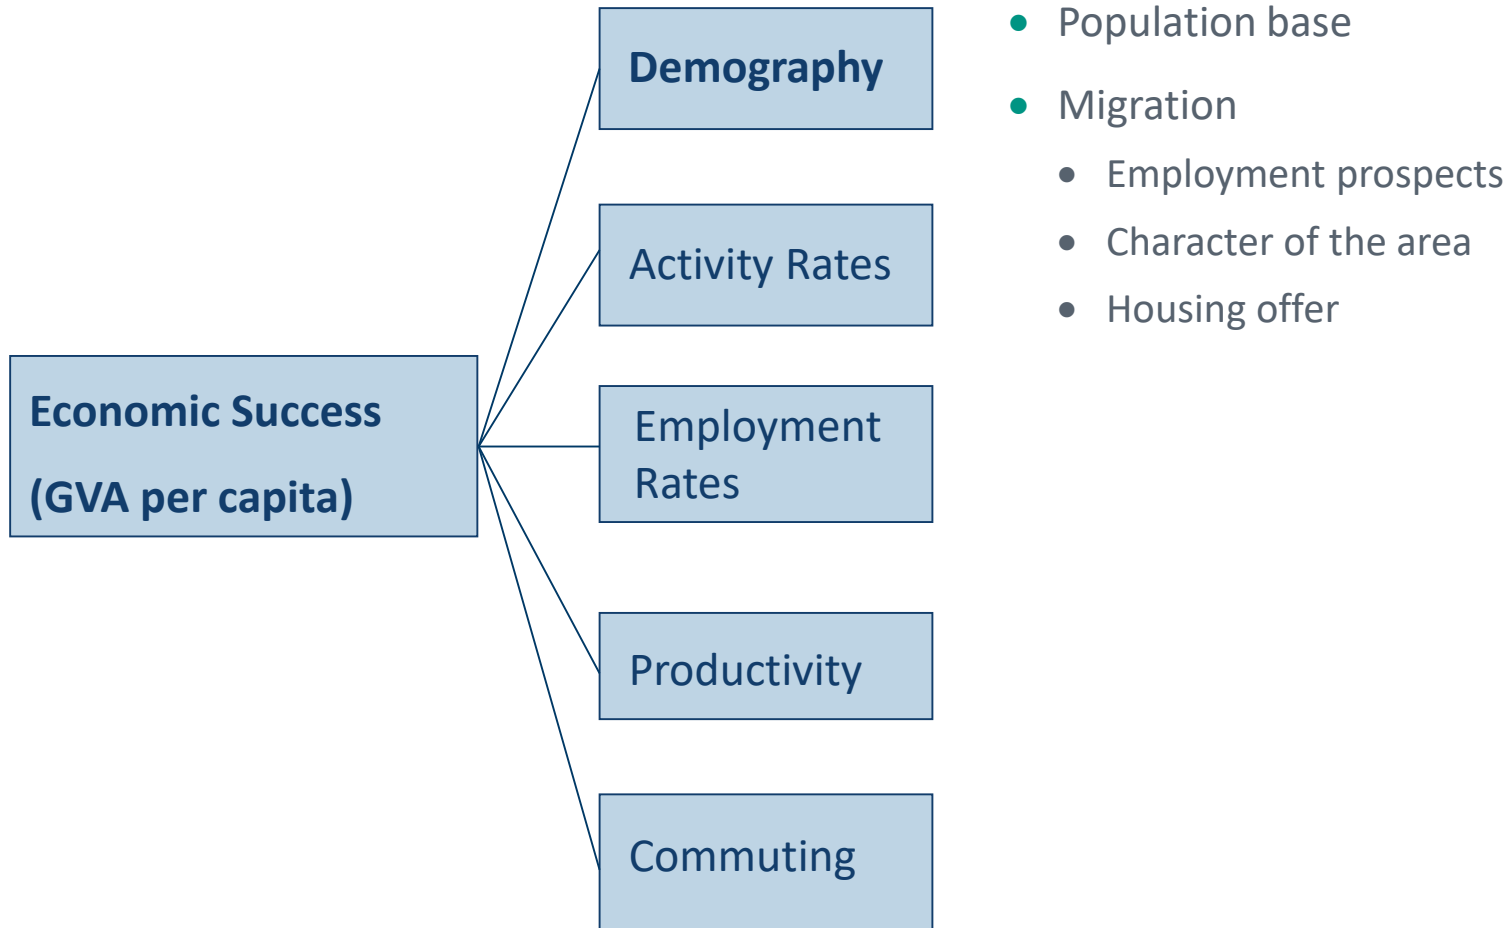 Demography
Activity Rates
Economic Success
(GVA per capita)
Employment
Rates
Productivity
Commuting
Population base
Migration
Employment prospects
Character of the area
Housing offer